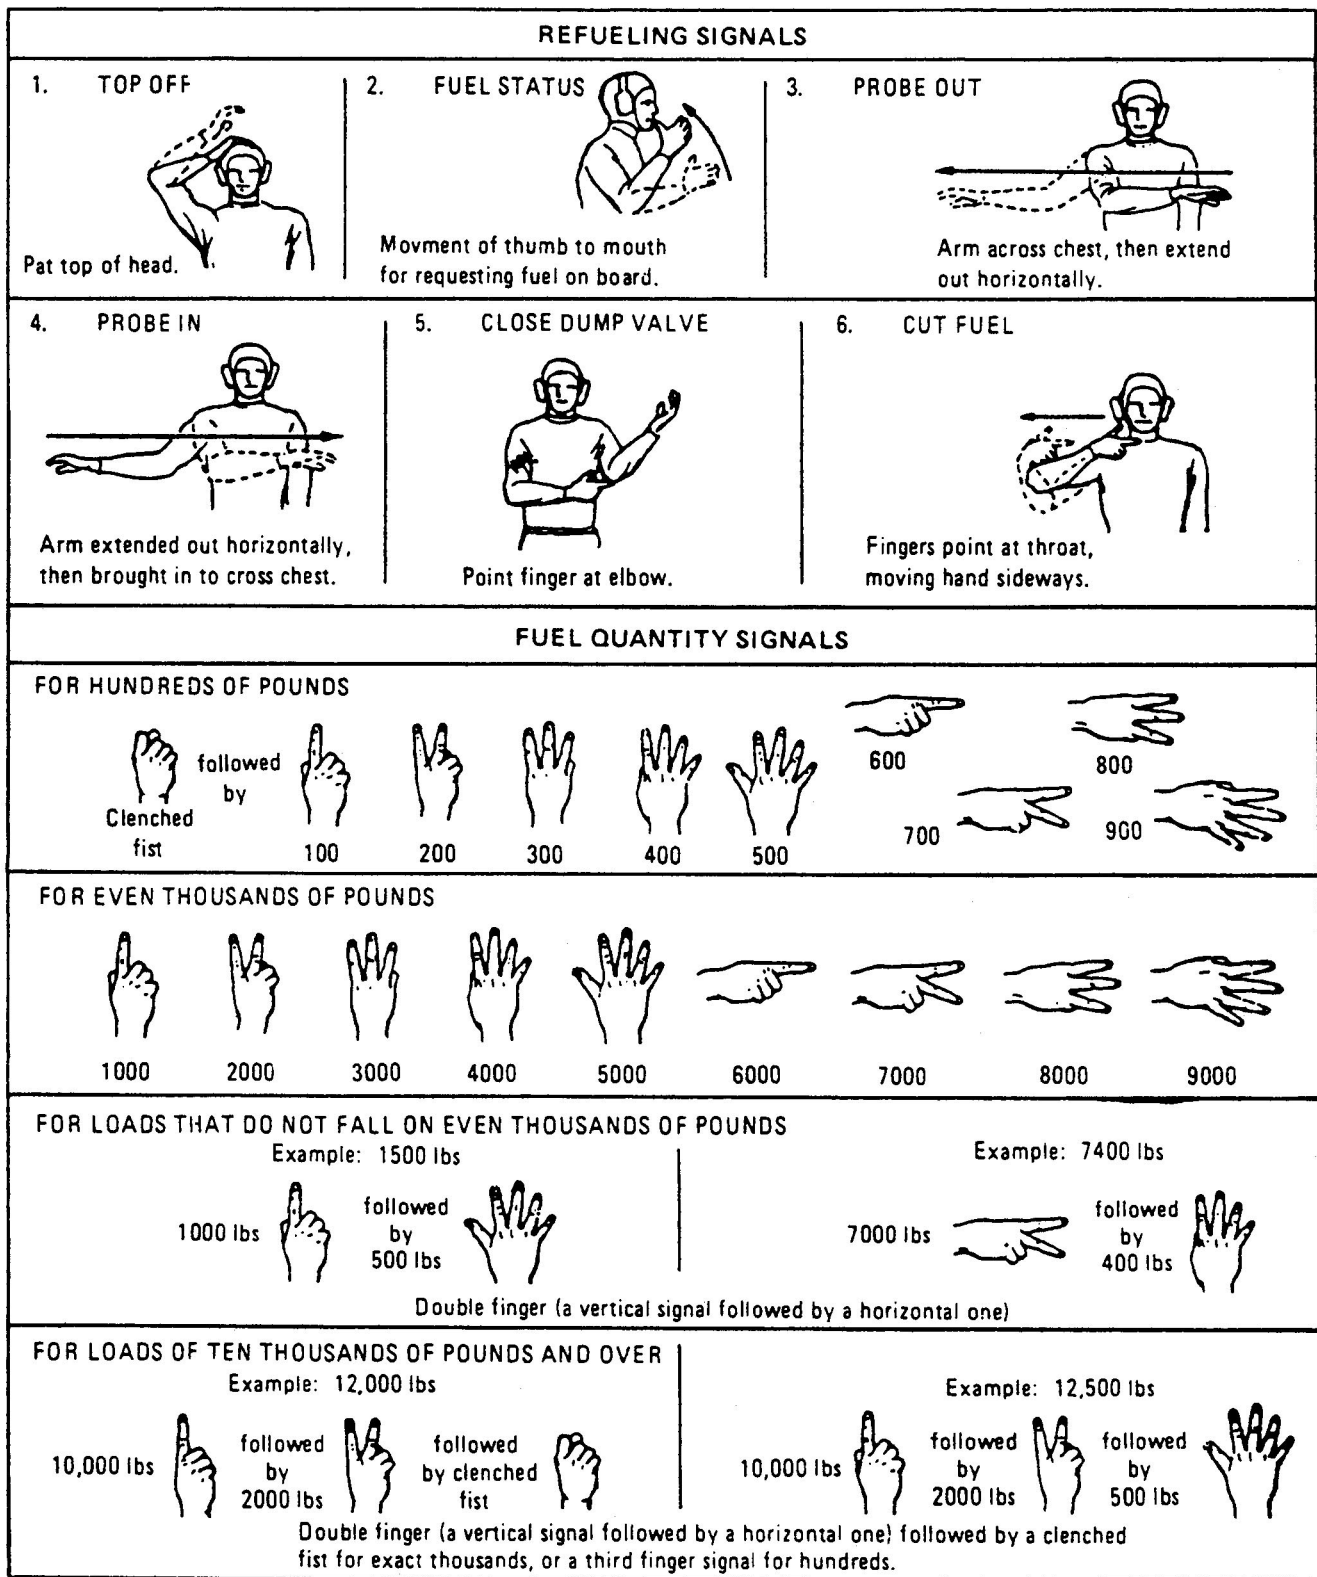 REFUELING SIGNALS
1. TOP OFF
Pat top of head.
2. FUEL STATUS
Movment of thumb to mouth
for requesting fuel on board.
3. PROBE OUT
Arm across chest, then extend
out horizontally.
4. PROBE IN
Arm extended out horizontally,
then brought in to cross chest.
5. CLOSE DUMP VALVE
Point finger at elbow.
6. CUT FUEL
Fingers point at throat,
moving hand sideways.
FUEL QUANTITY SIGNALS
FOR HUNDREDS OF POUNDS
Clenched
fist
followed
by
100
200
300
400
500
600
700
800
900
FOR EVEN THOUSANDS OF POUNDS
1000
2000
3000
4000
5000
6000
7000
8000
9000
FOR LOADS THAT DO NOT FALL ON EVEN THOUSANDS OF POUNDS
Example: 1500 lbs
1000 lbs
followed
by
500 lbs
Example: 7400 lbs
7000 lbs
followed
by
400 lbs
Double finger (a vertical signal followed by a horizontal one)
FOR LOADS OF TEN THOUSANDS OF POUNDS AND OVER
Example: 12,000 lbs
10,000 lbs
followed
by
2000 lbs
followed
by clenched
fist
Example: 12,500 lbs
10,000 lbs
followed
by
2000 lbs
followed
by
500 lbs
Double finger (a vertical signal followed by a horizontal one) followed by a clenched
fist for exact thousands, or a third finger signal for hundreds.